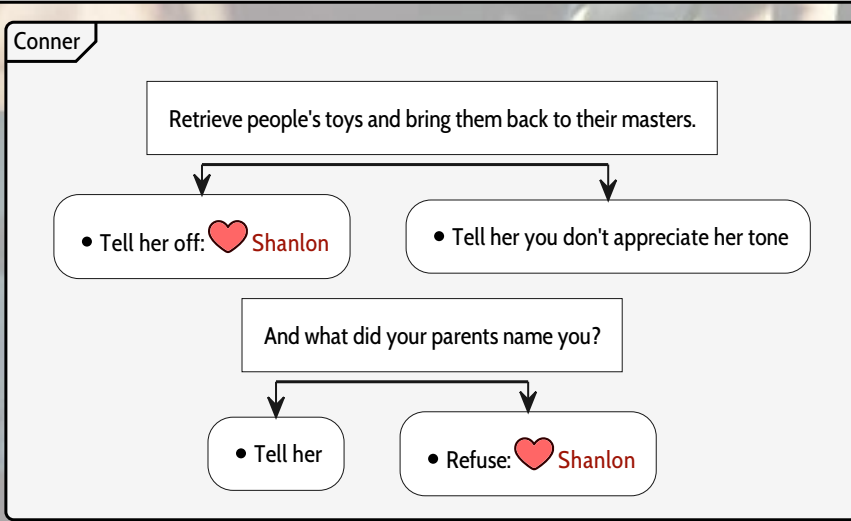 Conner
Retrieve people's toys and bring them back to their masters.
• Tell her off: Shanlon
• Tell her you don't appreciate her tone
And what did your parents name you?
• Tell her
• Refuse: Shanlon